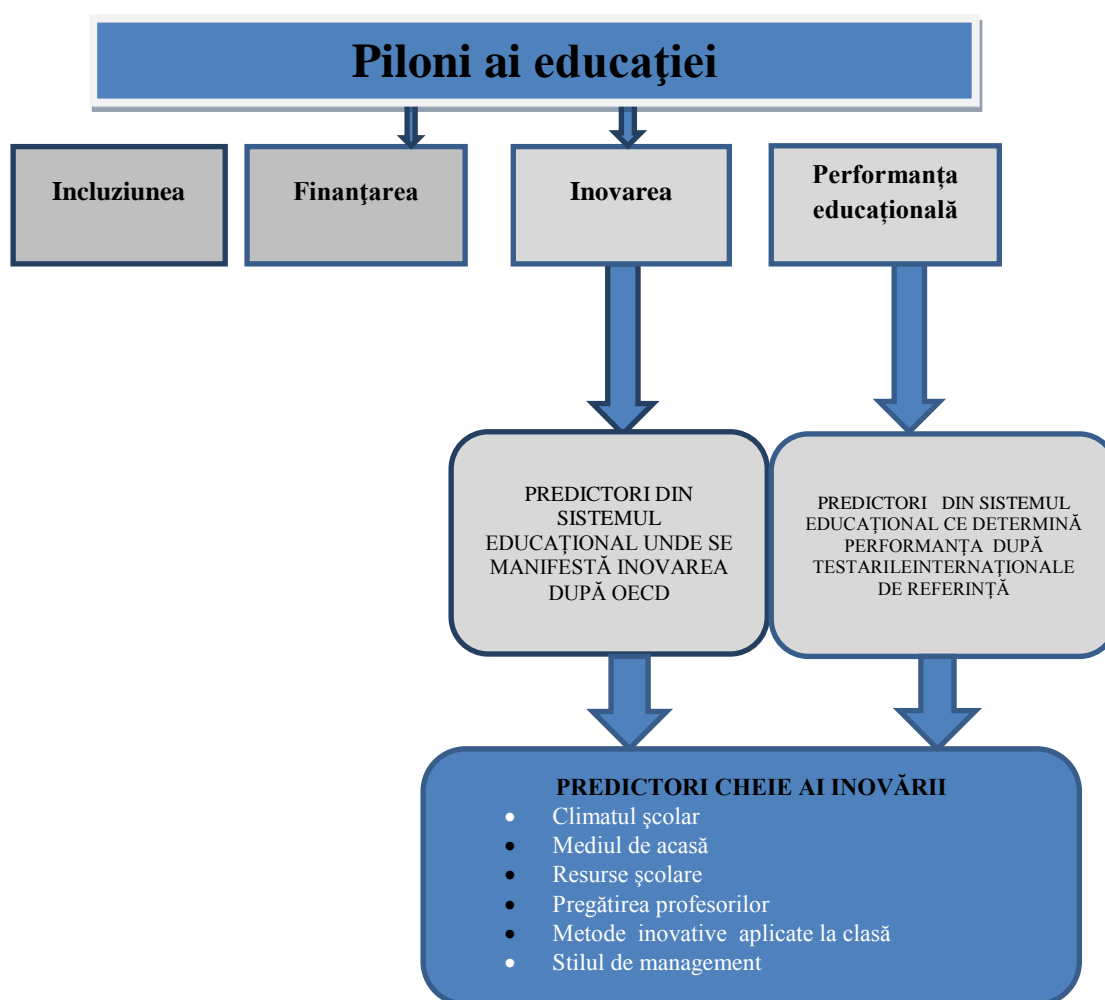 Piloni ai educaţiei
Incluziunea
Finanţarea
Inovarea
Performanța
educațională
PREDICTORI DIN
SISTEMUL
EDUCAȚIONAL UNDE SE
MANIFESTĂ INOVAREA
DUPĂ OECD
PREDICTORI DIN SISTEMUL
EDUCAȚIONAL CE DETERMINĂ
PERFORMANȚA DUPĂ
TESTARILEINTERNAȚIONALE
DE REFERINȚĂ
PREDICTORI CHEIE AI INOVĂRII
• Climatul şcolar
• Mediul de acasă
• Resurse şcolare
• Pregătirea profesorilor
• Metode inovative aplicate la clasă
• Stilul de management